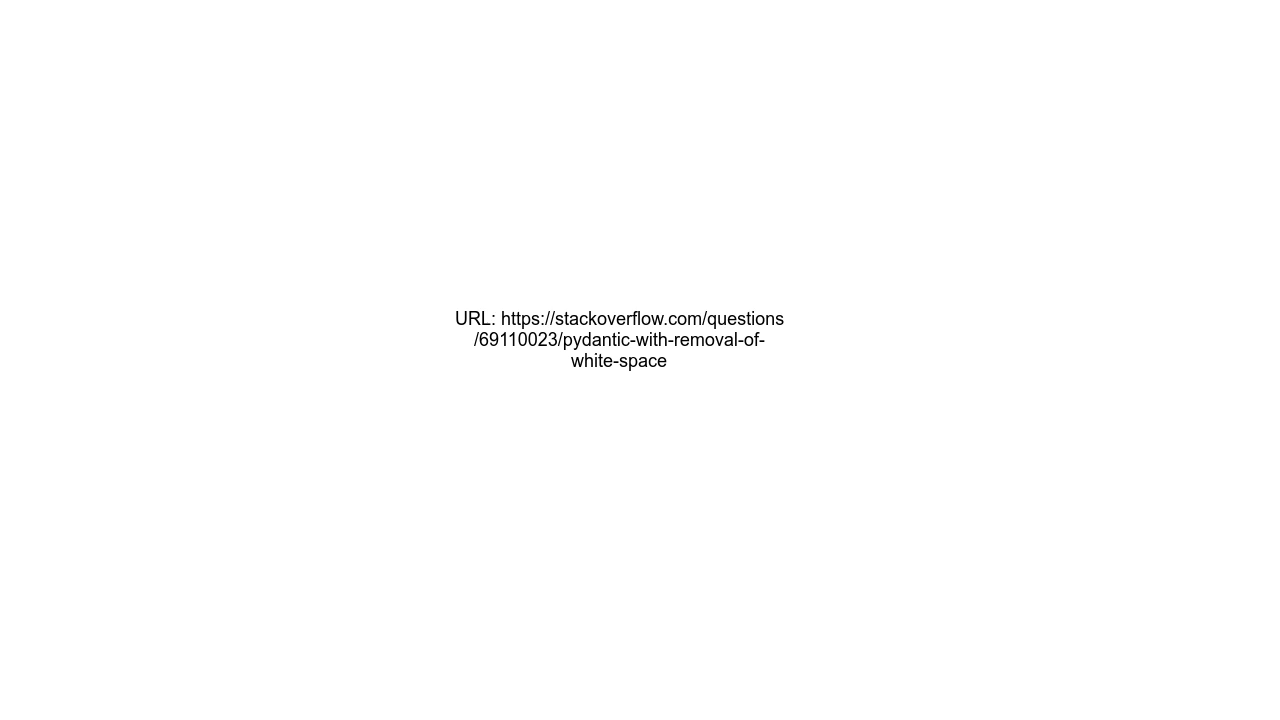 URL: https://stackoverflow.com/questions
/69110023/pydantic-with-removal-of-
white-space